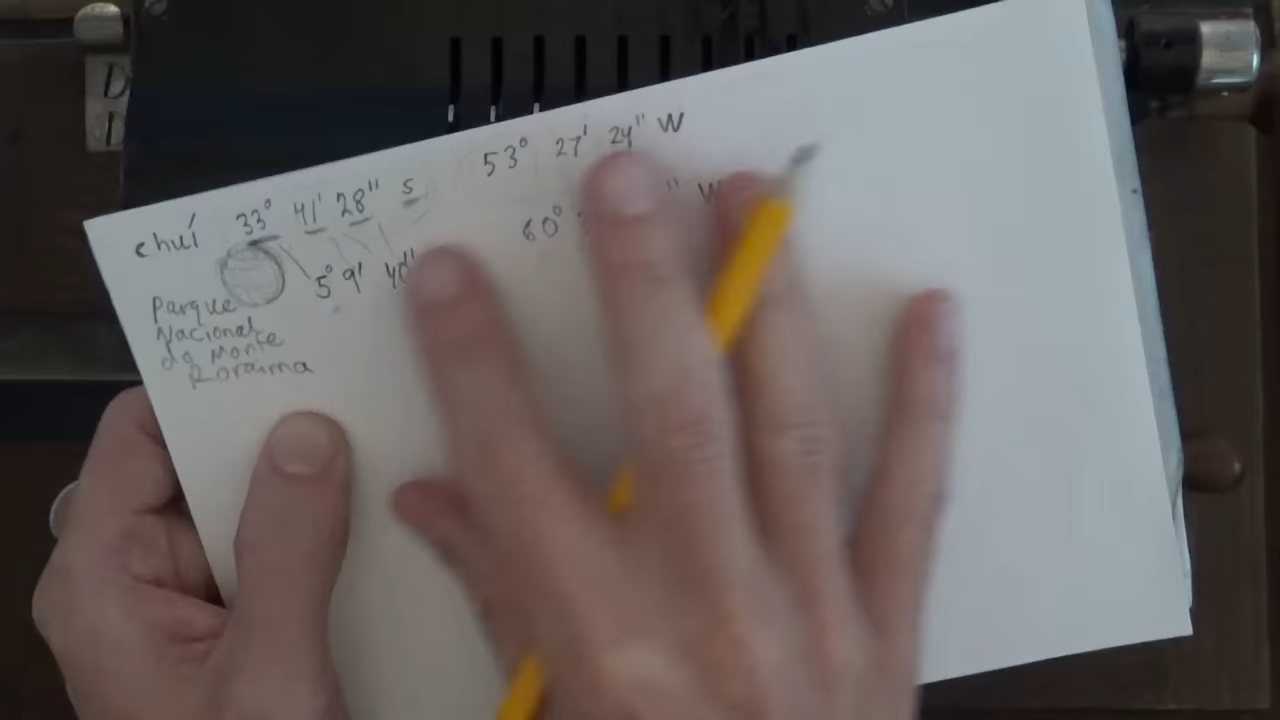 chuí 33° 41' 28" S 53° 27' 24" W
5° 9' 40" 60° " W
Parque
Nacional
do Monte
Roraima
D